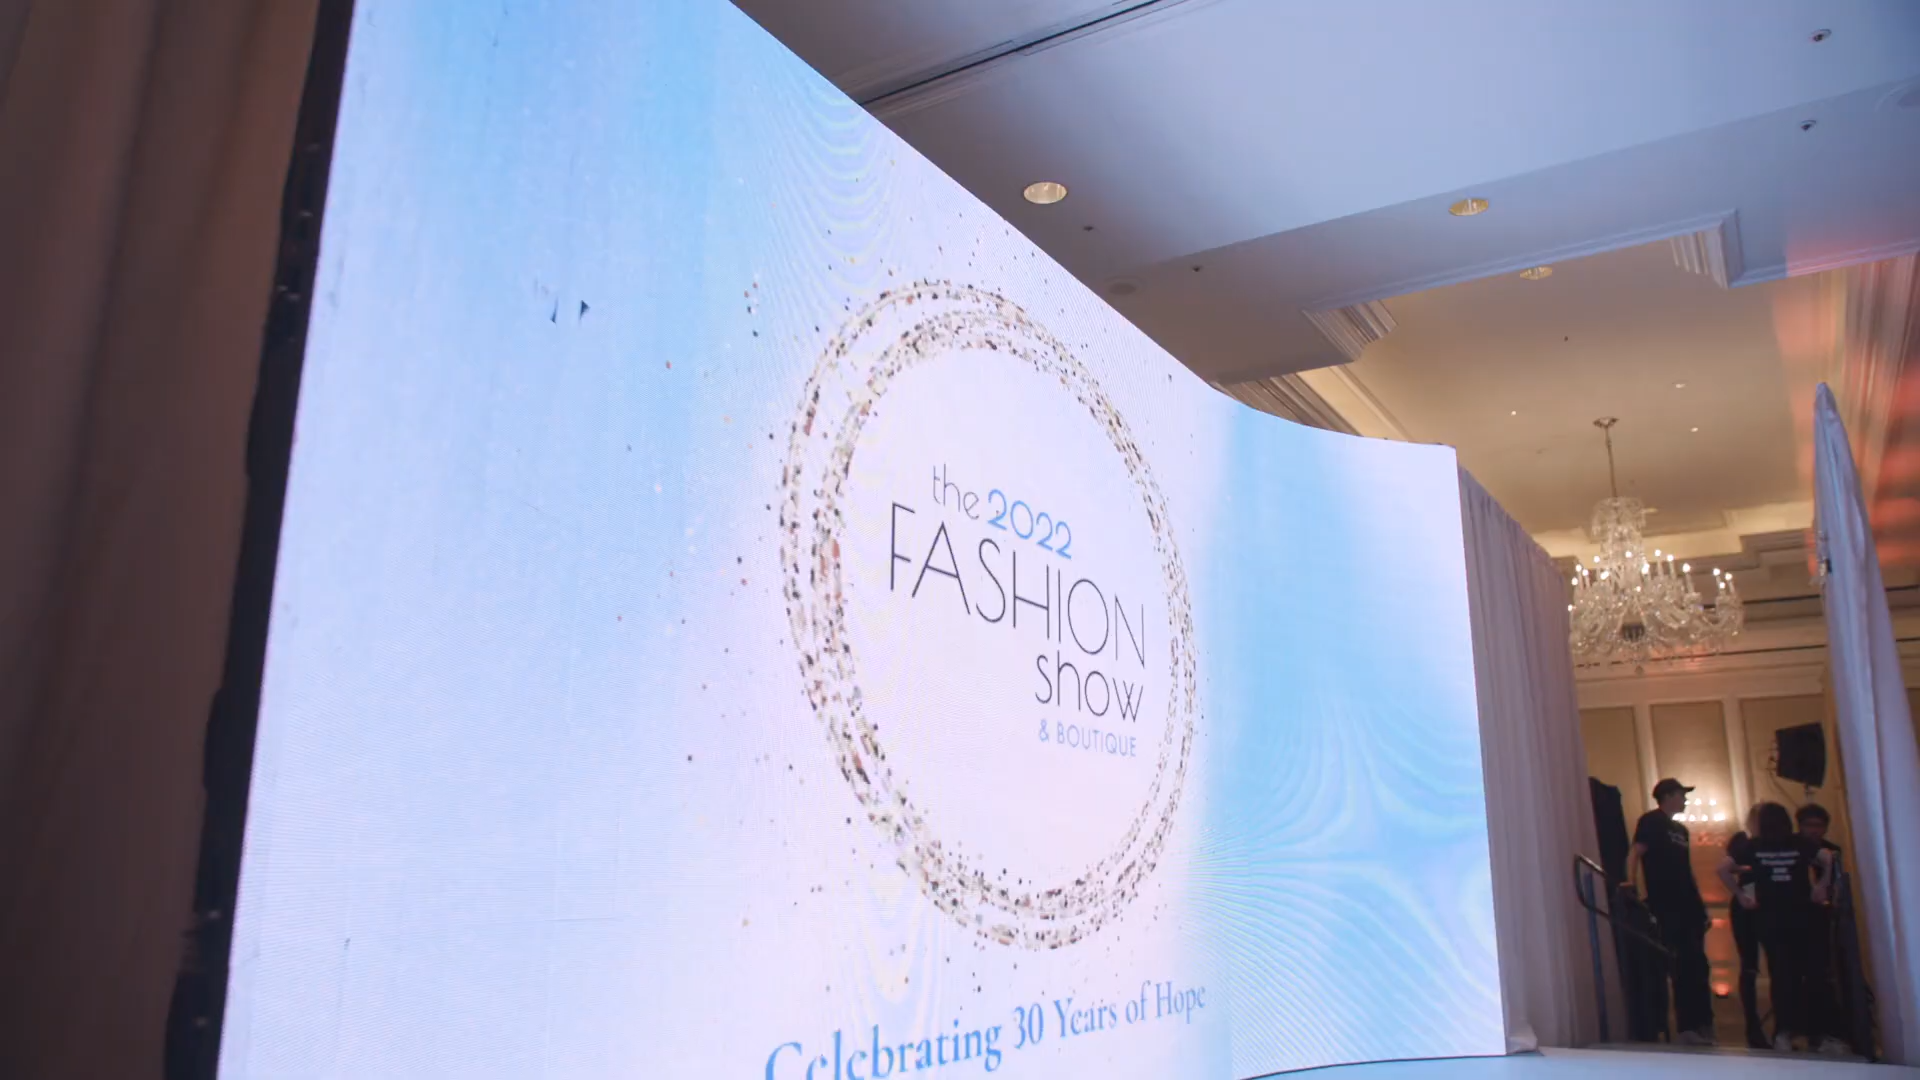 the 2022
FASHION
show
& BOUTIQUE
Celebrating 30 Years of Hope